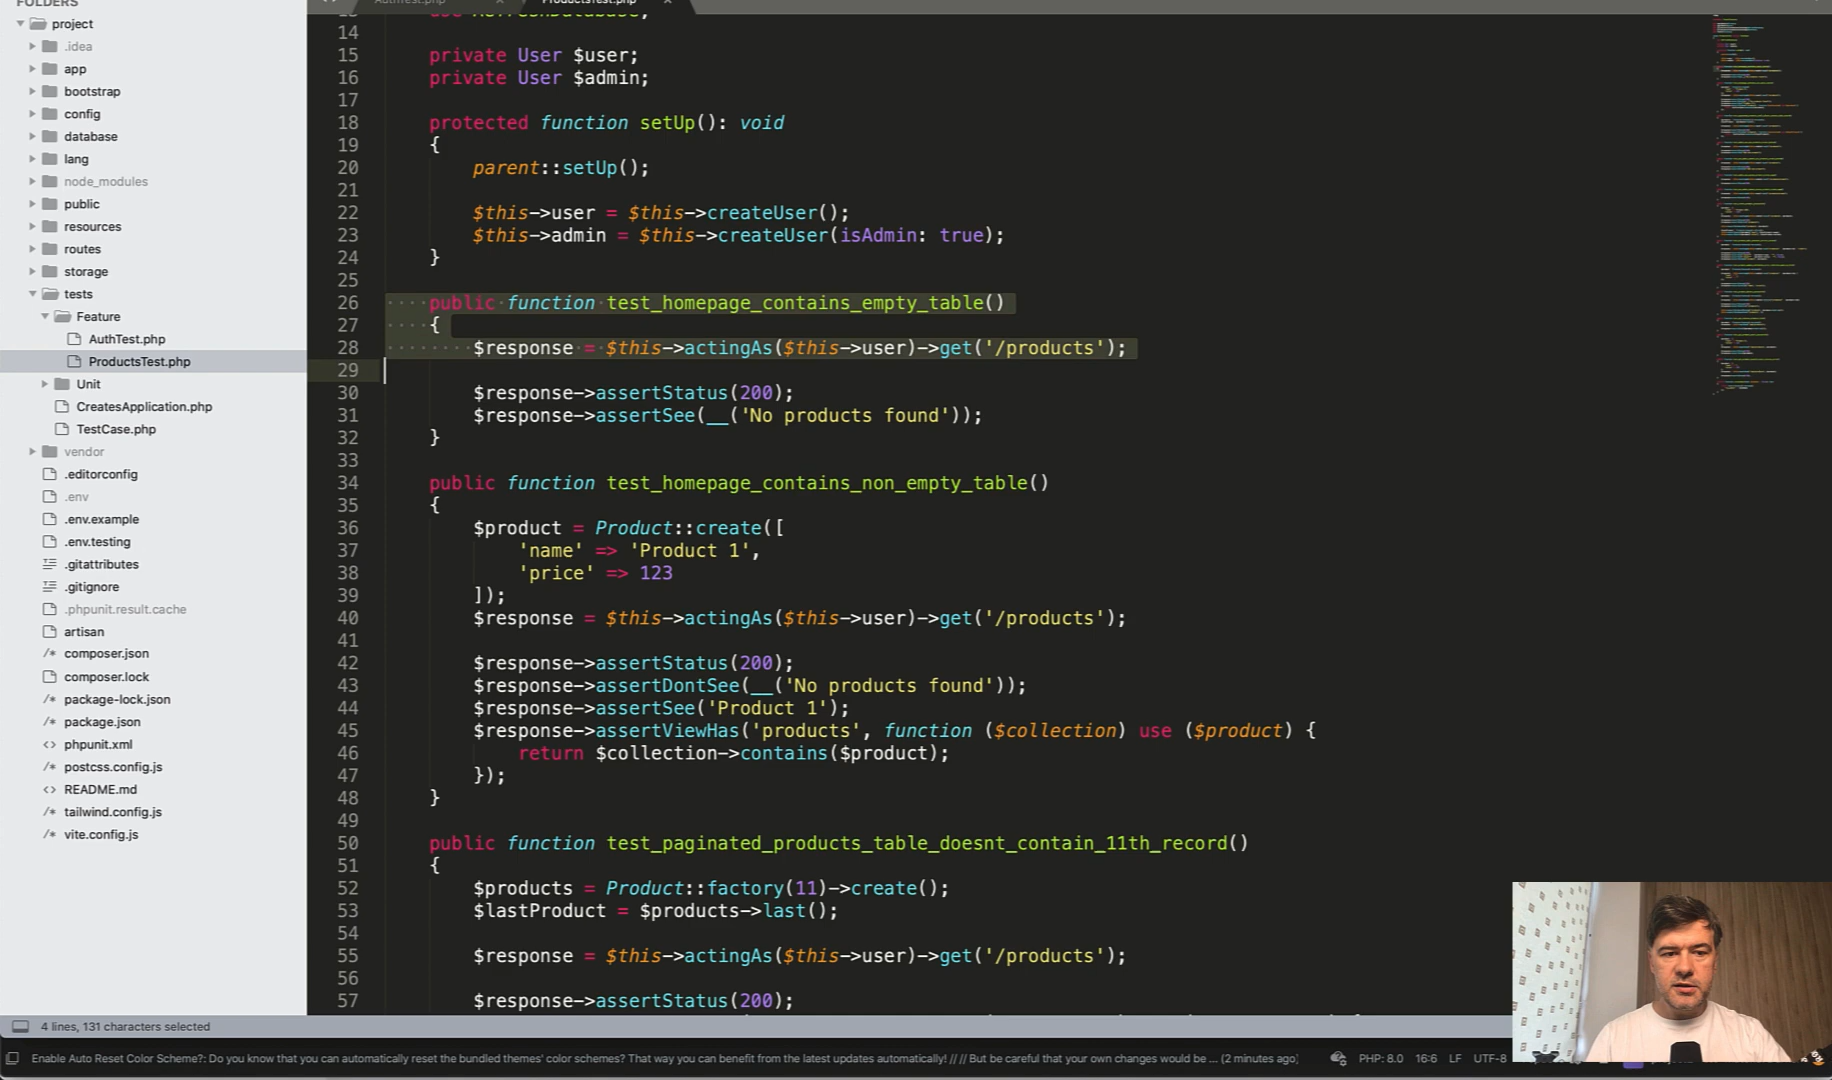 FOLDERS
project
.idea
app
bootstrap
config
database
lang
node_modules
public
resources
routes
storage
tests
Feature
AuthTest.php
ProductsTest.php
Unit
CreatesApplication.php
TestCase.php
vendor
.editorconfig
.env
.env.example
.env.testing
.gitattributes
.gitignore
.phpunit.result.cache
artisan
/* composer.json
composer.lock
/* package-lock.json
/* package.json
<> phpunit.xml
/* postcss.config.js
<> README.md
/* tailwind.config.js
/* vite.config.js
AuthTest.php
ProductsTest.php
13 use RefreshDatabase;
14
15 private User $user;
16 private User $admin;
17
18 protected function setUp(): void
19 {
20 parent::setUp();
21
22 $this->user = $this->createUser();
23 $this->admin = $this->createUser(isAdmin: true);
24 }
25
26 public function test_homepage_contains_empty_table()
27 {
28 $response = $this->actingAs($this->user)->get('/products');
29
30 $response->assertStatus(200);
31 $response->assertSee(__('No products found'));
32 }
33
34 public function test_homepage_contains_non_empty_table()
35 {
36 $product = Product::create([
37 'name' => 'Product 1',
38 'price' => 123
39 ]);
40 $response = $this->actingAs($this->user)->get('/products');
41
42 $response->assertStatus(200);
43 $response->assertDontSee(__('No products found'));
44 $response->assertSee('Product 1');
45 $response->assertViewHas('products', function ($collection) use ($product) {
46 return $collection->contains($product);
47 });
48 }
49
50 public function test_paginated_products_table_doesnt_contain_11th_record()
51 {
52 $products = Product::factory(11)->create();
53 $lastProduct = $products->last();
54
55 $response = $this->actingAs($this->user)->get('/products');
56
57 $response->assertStatus(200);
4 lines, 131 characters selected
Enable Auto Reset Color Scheme?: Do you know that you can automatically reset the bundled themes' color schemes? That way you can benefit from the latest updates automatically! // // But be careful that your own changes would be ... (2 minutes ago)
PHP: 8.0 16:6 LF UTF-8